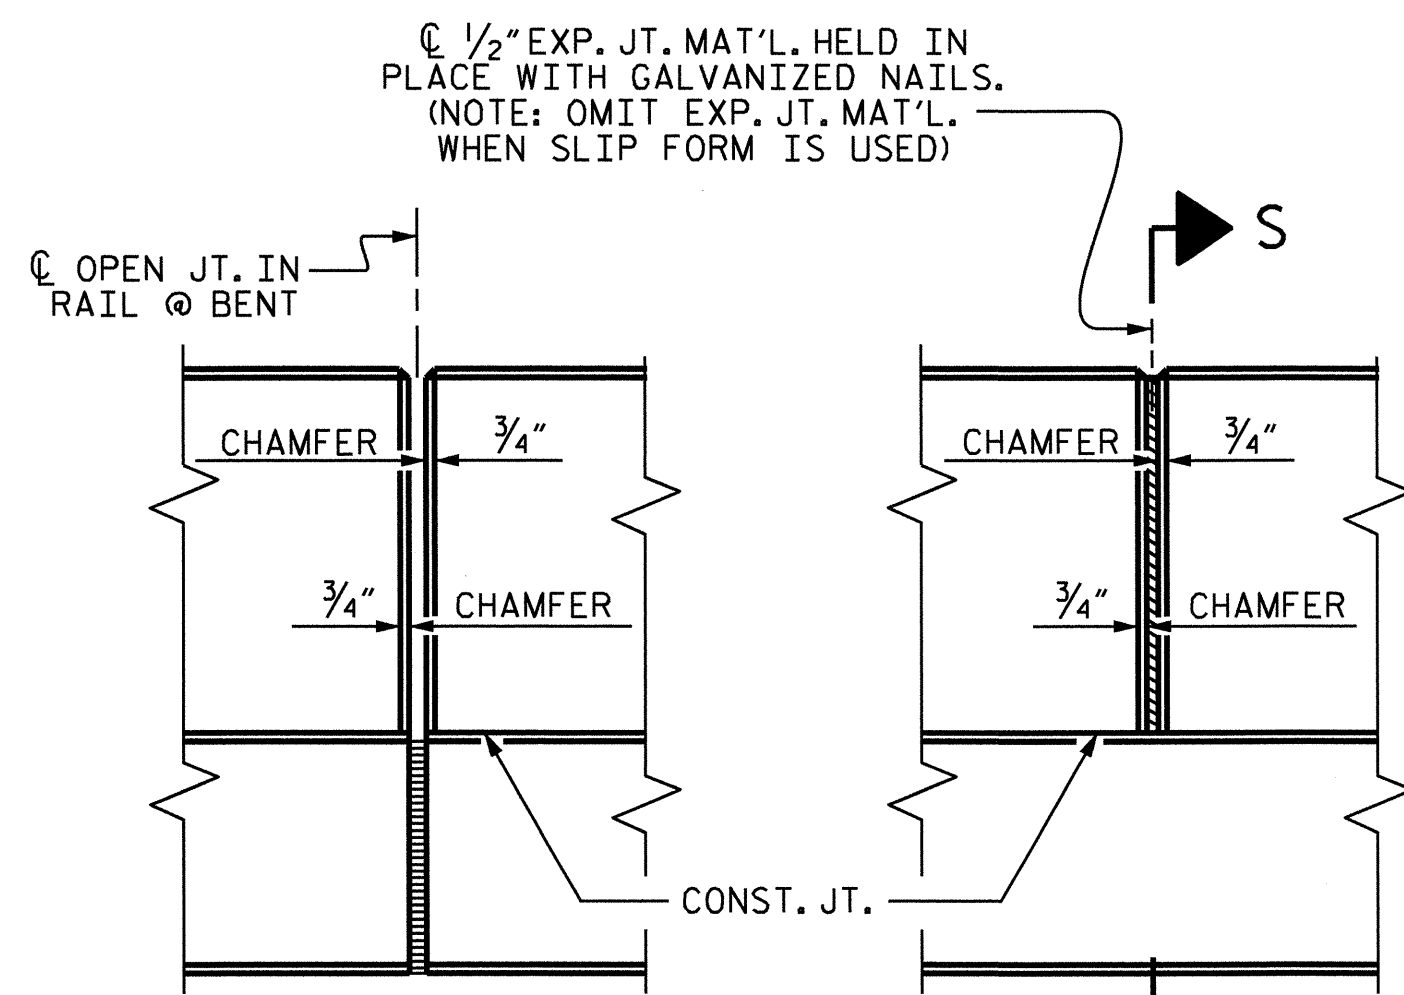 ℄ 1/2" EXP. JT. MAT'L. HELD IN
PLACE WITH GALVANIZED NAILS.
(NOTE: OMIT EXP. JT. MAT'L.
WHEN SLIP FORM IS USED)
S
℄ OPEN JT. IN
RAIL @ BENT
CHAMFER
3/4"
CHAMFER
3/4"
3/4"
CHAMFER
3/4"
CHAMFER
CONST. JT.